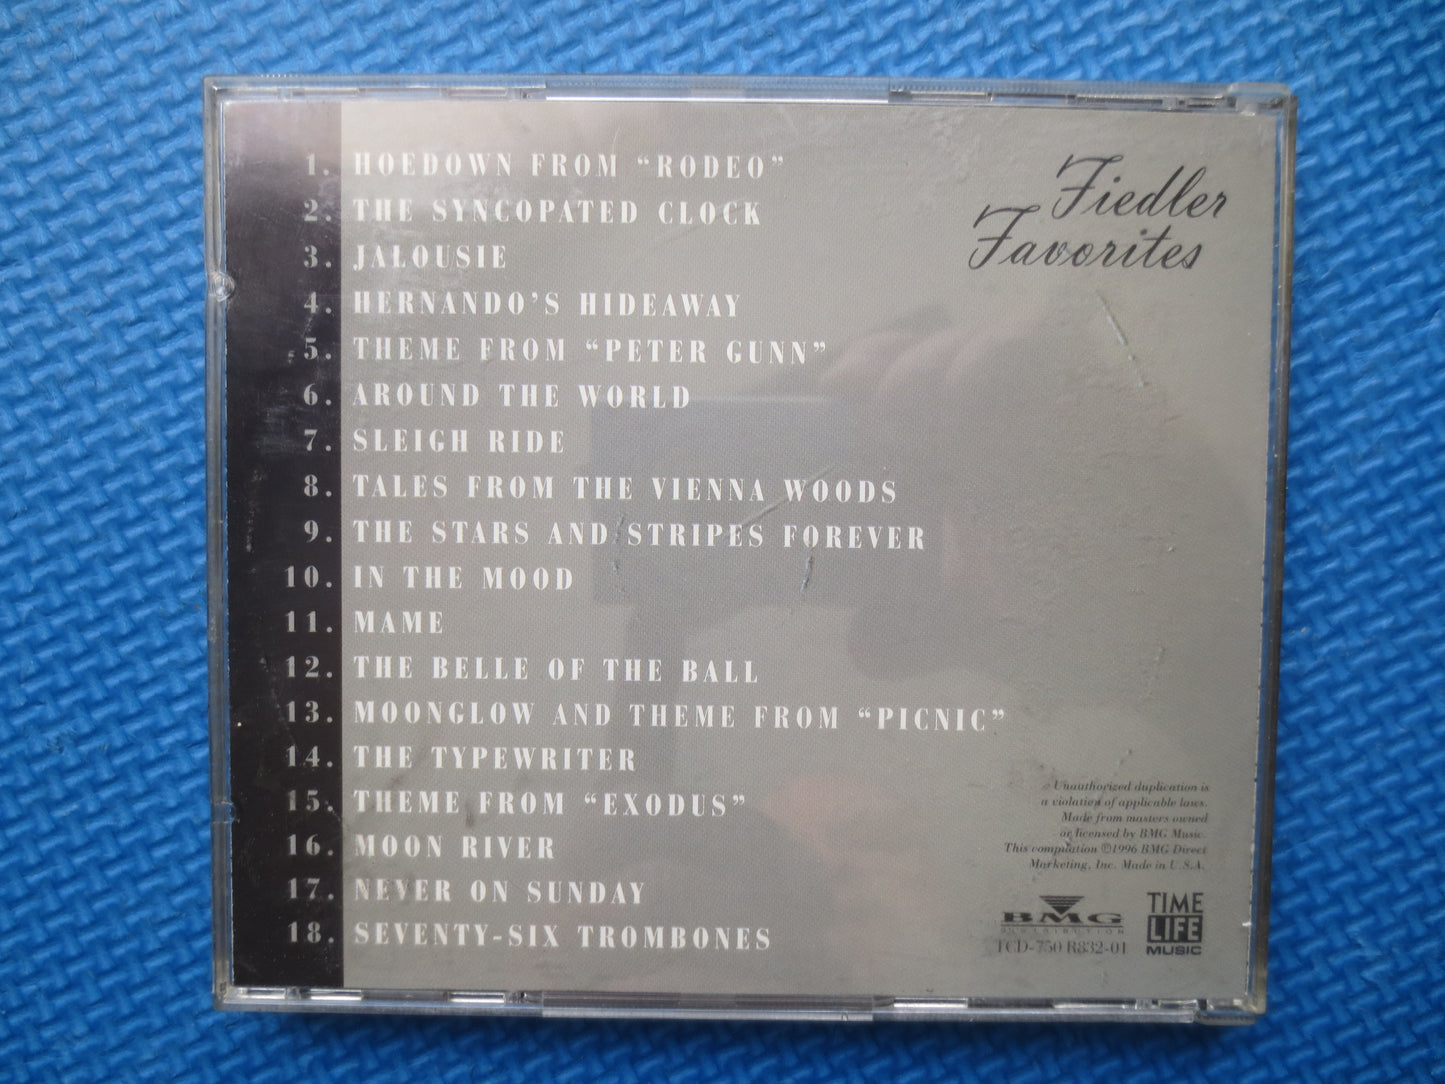 1. HOEDOWN FROM “RODEO”
2. THE SYNCOPATED CLOCK
3. JALOUSIE
4. HERNANDO’S HIDEAWAY
5. THEME FROM “PETER GUNN”
6. AROUND THE WORLD
7. SLEIGH RIDE
8. TALES FROM THE VIENNA WOODS
9. THE STARS AND STRIPES FOREVER
10. IN THE MOOD
11. MAME
12. THE BELLE OF THE BALL
13. MOONGLOW AND THEME FROM “PICNIC”
14. THE TYPEWRITER
15. THEME FROM “EXODUS”
16. MOON RIVER
17. NEVER ON SUNDAY
18. SEVENTY-SIX TROMBONES
Fiedler
Favorites
Unauthorized duplication is
a violation of applicable laws.
Made from masters owned
or licensed by BMG Music.
This compilation ©1996 BMG Direct
Marketing, Inc. Made in U.S.A.
BMG
DISTRIBUTION
TCD-750 R832-01
TIME
LIFE
MUSIC